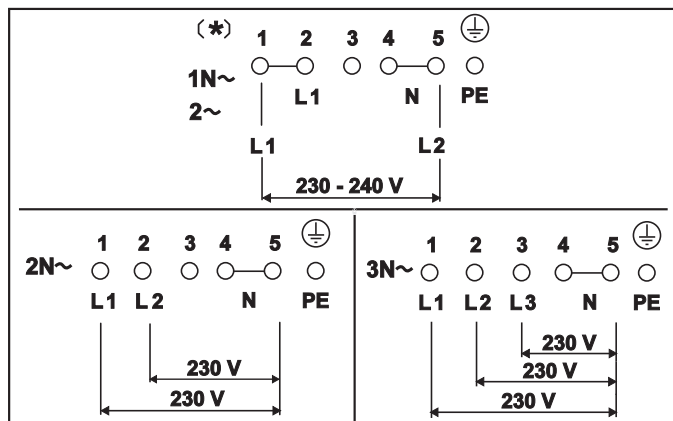 (*) 1 2 3 4 5
1N~ L1 N PE
2~
L1 L2
230 - 240 V
1 2 3 4 5
2N~
L1 L2 N PE
230 V
230 V
1 2 3 4 5
3N~
L1 L2 L3 N PE
230 V
230 V
230 V